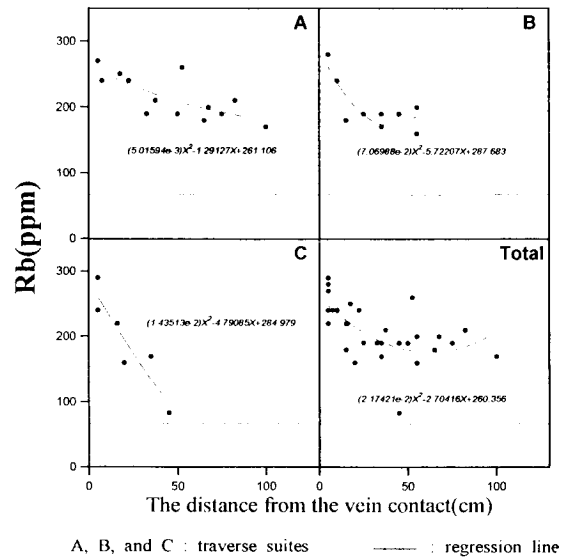 A
B
350
300
200
100
0
(5 01594e-3)X²-1 29127X+261 106
(7.06988e-2)X²-5.72207X+287 683
Rb(ppm)
C
Total
300
200
100
0
(1 43513e-2)X²-4 79085X+284 979
(2 17421e-2)X²-2 70416X+260 356
0 50 100 0 50 100
The distance from the vein contact(cm)
A, B, and C : traverse suites : regression line